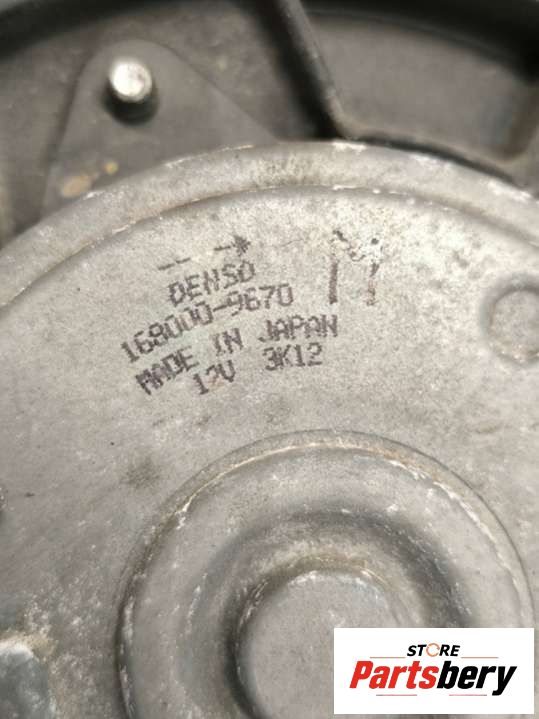 DENSO
168000-9670
MADE IN JAPAN
12V 3K12
STORE
Partsbery